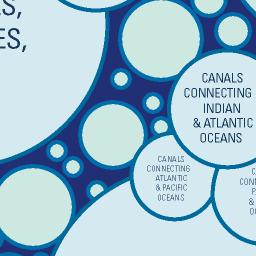 CANALS
CONNECTING
INDIAN
& ATLANTIC
OCEANS
CANALS
CONNECTING
ATLANTIC
& PACIFIC
OCEANS